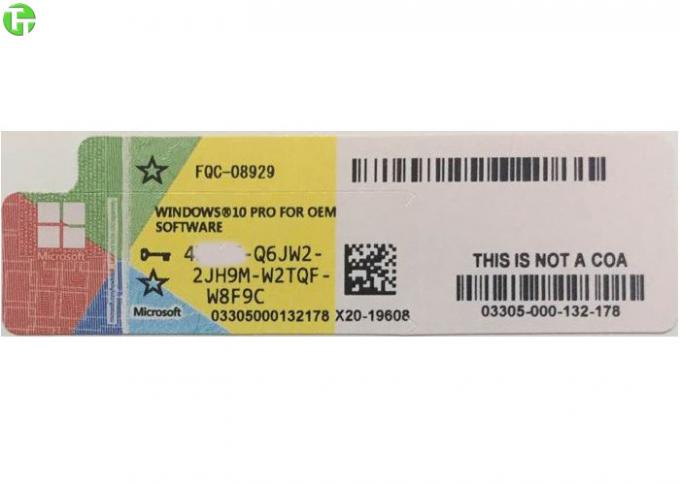 FQC-08929
WINDOWS®10 PRO FOR OEM
SOFTWARE
4 -Q6JW2-
2JH9M-W2TQF-
W8F9C
Microsoft
03305000132178 X20-19608
THIS IS NOT A COA
03305-000-132-178